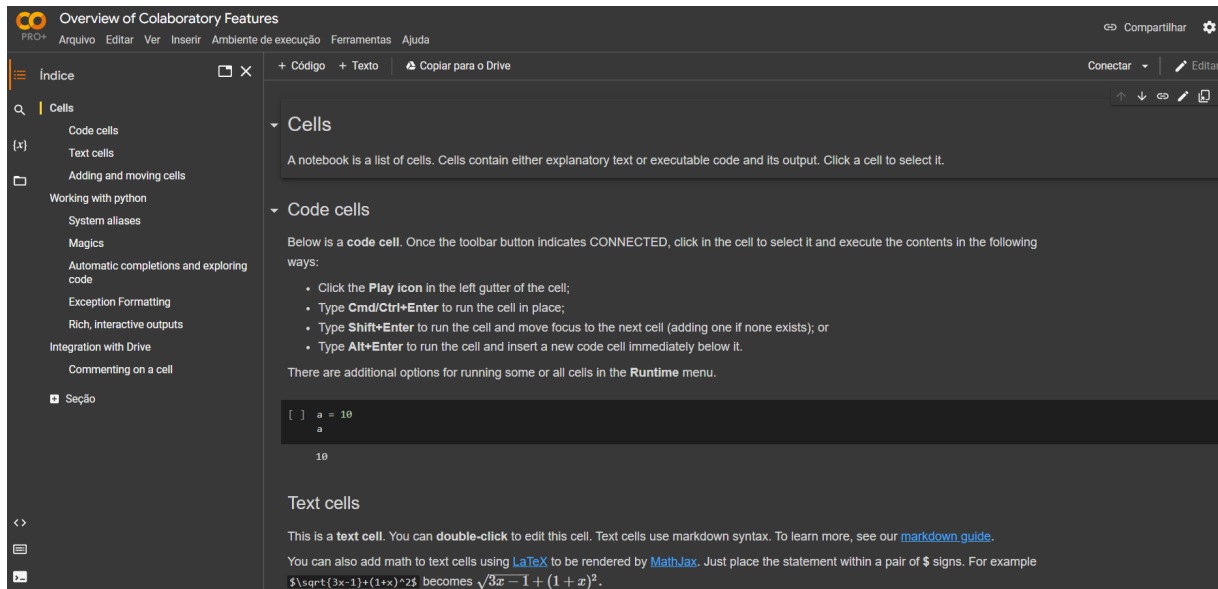 Overview of Colaboratory Features
PRO+
Arquivo Editar Ver Inserir Ambiente de execução Ferramentas Ajuda
Compartilhar
Índice
+ Código + Texto Copiar para o Drive
Conectar
Editar
Cells
Code cells
Text cells
Adding and moving cells
Working with python
System aliases
Magics
Automatic completions and exploring
code
Exception Formatting
Rich, interactive outputs
Integration with Drive
Commenting on a cell
Seção
{x}
Cells
A notebook is a list of cells. Cells contain either explanatory text or executable code and its output. Click a cell to select it.
Code cells
Below is a code cell. Once the toolbar button indicates CONNECTED, click in the cell to select it and execute the contents in the following
ways:
• Click the Play icon in the left gutter of the cell;
• Type Cmd/Ctrl+Enter to run the cell in place;
• Type Shift+Enter to run the cell and move focus to the next cell (adding one if none exists); or
• Type Alt+Enter to run the cell and insert a new code cell immediately below it.
There are additional options for running some or all cells in the Runtime menu.
[ ] a = 10
a
10
Text cells
This is a text cell. You can double-click to edit this cell. Text cells use markdown syntax. To learn more, see our markdown guide.
You can also add math to text cells using LaTeX to be rendered by MathJax. Just place the statement within a pair of $ signs. For example
$\sqrt{3x-1}+(1+x)^2$ becomes √3x − 1 + (1 + x)².